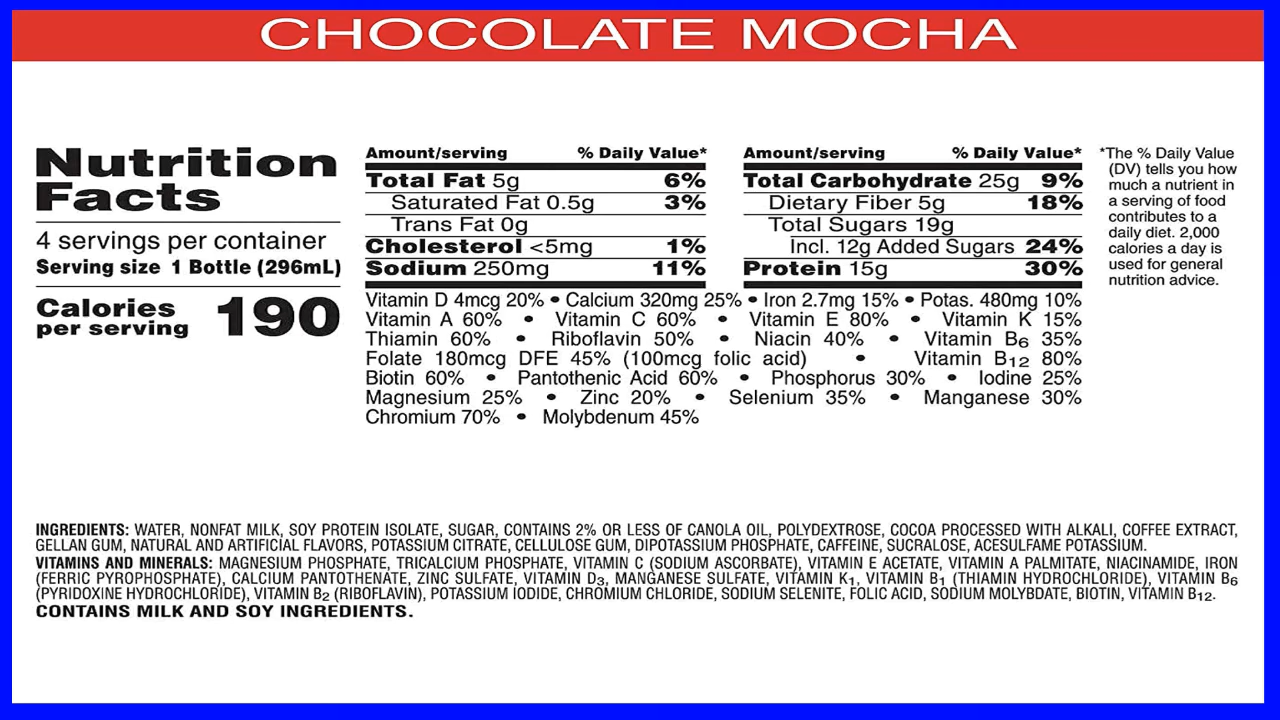 CHOCOLATE MOCHA
Nutrition
Facts
4 servings per container
Serving size 1 Bottle (296mL)
Calories
per serving 190
Amount/serving % Daily Value*
Total Fat 5g 6%
Saturated Fat 0.5g 3%
Trans Fat 0g
Cholesterol <5mg 1%
Sodium 250mg 11%
Amount/serving % Daily Value*
Total Carbohydrate 25g 9%
Dietary Fiber 5g 18%
Total Sugars 19g
Incl. 12g Added Sugars 24%
Protein 15g 30%
Vitamin D 4mcg 20% • Calcium 320mg 25% • Iron 2.7mg 15% • Potas. 480mg 10%
Vitamin A 60% • Vitamin C 60% • Vitamin E 80% • Vitamin K 15%
Thiamin 60% • Riboflavin 50% • Niacin 40% • Vitamin B6 35%
Folate 180mcg DFE 45% (100mcg folic acid) • Vitamin B12 80%
Biotin 60% • Pantothenic Acid 60% • Phosphorus 30% • Iodine 25%
Magnesium 25% • Zinc 20% • Selenium 35% • Manganese 30%
Chromium 70% • Molybdenum 45%
*The % Daily Value
(DV) tells you how
much a nutrient in
a serving of food
contributes to a
daily diet. 2,000
calories a day is
used for general
nutrition advice.
INGREDIENTS: WATER, NONFAT MILK, SOY PROTEIN ISOLATE, SUGAR, CONTAINS 2% OR LESS OF CANOLA OIL, POLYDEXTROSE, COCOA PROCESSED WITH ALKALI, COFFEE EXTRACT,
GELLAN GUM, NATURAL AND ARTIFICIAL FLAVORS, POTASSIUM CITRATE, CELLULOSE GUM, DIPOTASSIUM PHOSPHATE, CAFFEINE, SUCRALOSE, ACESULFAME POTASSIUM.
VITAMINS AND MINERALS: MAGNESIUM PHOSPHATE, TRICALCIUM PHOSPHATE, VITAMIN C (SODIUM ASCORBATE), VITAMIN E ACETATE, VITAMIN A PALMITATE, NIACINAMIDE, IRON
(FERRIC PYROPHOSPHATE), CALCIUM PANTOTHENATE, ZINC SULFATE, VITAMIN D3, MANGANESE SULFATE, VITAMIN K1, VITAMIN B1 (THIAMIN HYDROCHLORIDE), VITAMIN B6
(PYRIDOXINE HYDROCHLORIDE), VITAMIN B2 (RIBOFLAVIN), POTASSIUM IODIDE, CHROMIUM CHLORIDE, SODIUM SELENITE, FOLIC ACID, SODIUM MOLYBDATE, BIOTIN, VITAMIN B12.
CONTAINS MILK AND SOY INGREDIENTS.